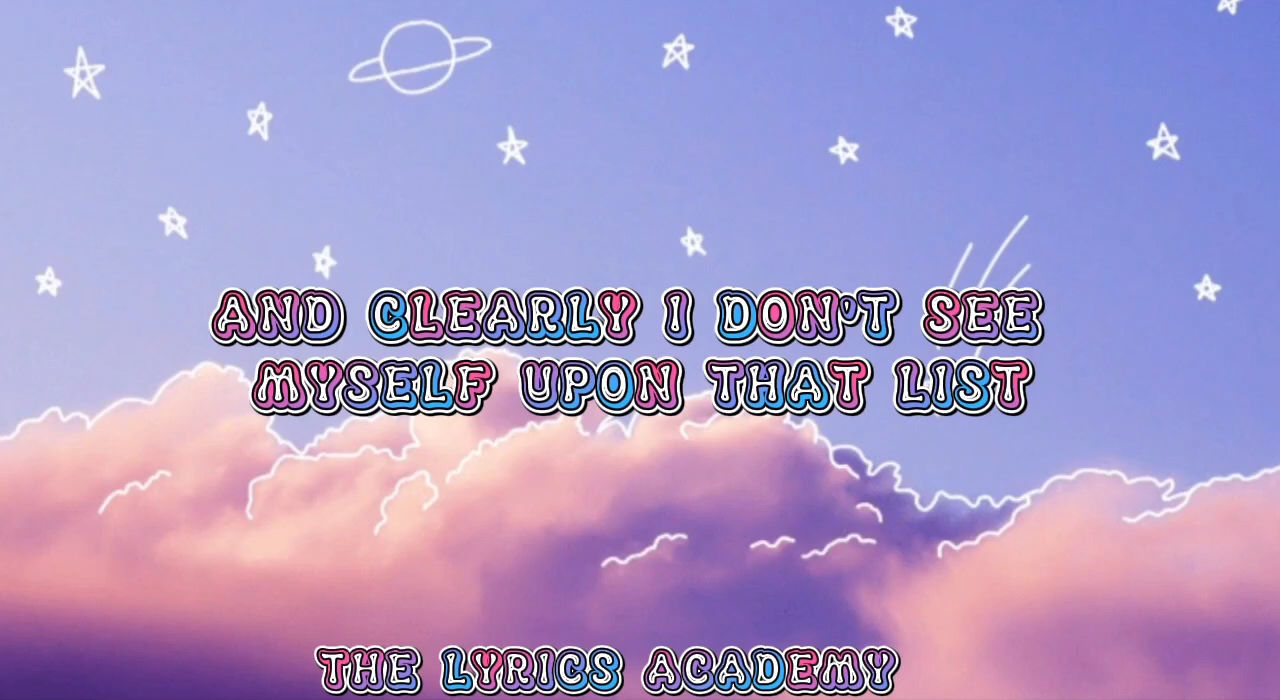 AND CLEARLY I DON'T SEE
MYSELF UPON THAT LIST
THE LYRICS ACADEMY